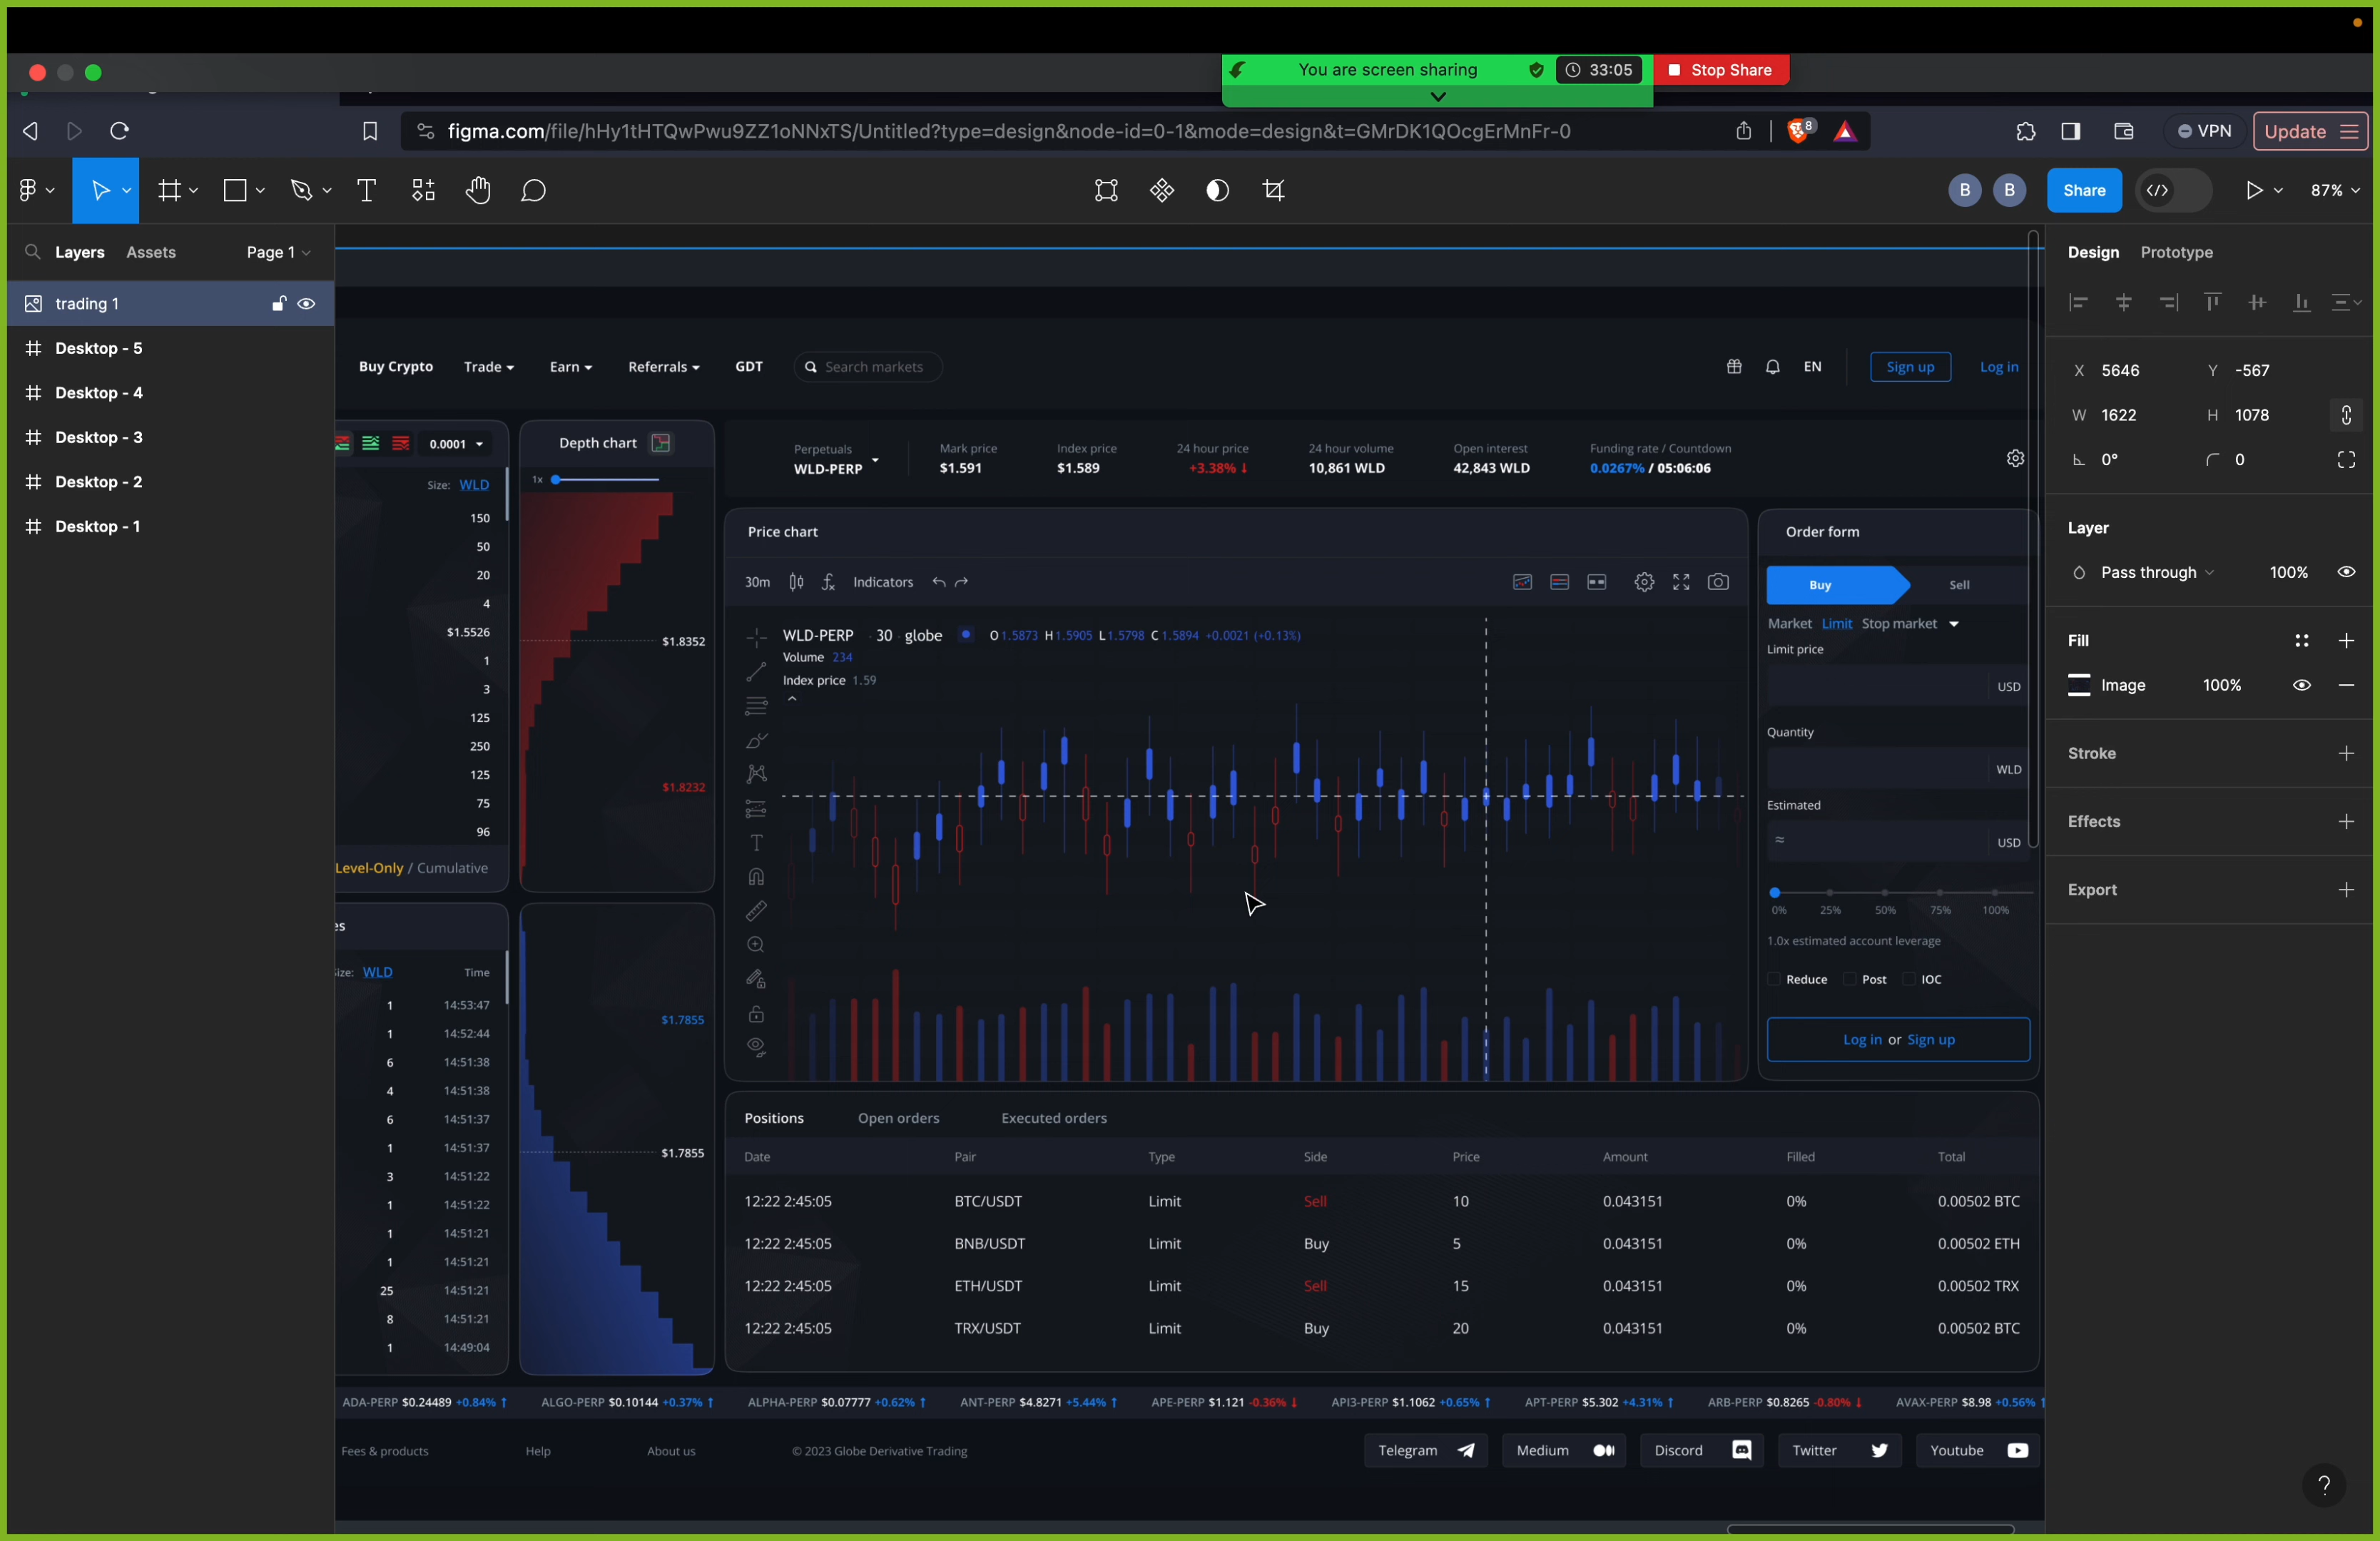 You are screen sharing
33:05
Stop Share
figma.com/file/hHy1tHTQwPwu9ZZ1oNNxTS/Untitled?type=design&node-id=0-1&mode=design&t=GMrDK1QOcgErMnFr-0
8
VPN
Update
B B Share 87%
Layers Assets Page 1
trading 1
Desktop - 5
Desktop - 4
Desktop - 3
Desktop - 2
Desktop - 1
Buy Crypto Trade Earn Referrals GDT Search markets EN Sign up Log in
0.0001
Size: WLD
150
50
20
4
$1.5526
1
3
125
250
125
75
96
Level-Only / Cumulative
Depth chart
1x
$1.8352
$1.8232
$1.7855
$1.7855
es
ize: WLD Time
1 14:53:47
1 14:52:44
6 14:51:38
4 14:51:38
6 14:51:37
1 14:51:37
3 14:51:22
1 14:51:22
1 14:51:21
1 14:51:21
25 14:51:21
8 14:51:21
1 14:49:04
Perpetuals Mark price Index price 24 hour price 24 hour volume Open interest Funding rate / Countdown
WLD-PERP $1.591 $1.589 +3.38% ↓ 10,861 WLD 42,843 WLD 0.0267% / 05:06:06
Price chart
30m Indicators
WLD-PERP · 30 · globe O 1.5873 H 1.5905 L 1.5798 C 1.5894 +0.0021 (+0.13%)
Volume 234
Index price 1.59
Order form
Buy Sell
Market Limit Stop market
Limit price
USD
Quantity
WLD
Estimated
≈ USD
0% 25% 50% 75% 100%
1.0x estimated account leverage
Reduce Post IOC
Log in or Sign up
Positions Open orders Executed orders
Date Pair Type Side Price Amount Filled Total
12:22 2:45:05 BTC/USDT Limit Sell 10 0.043151 0% 0.00502 BTC
12:22 2:45:05 BNB/USDT Limit Buy 5 0.043151 0% 0.00502 ETH
12:22 2:45:05 ETH/USDT Limit Sell 15 0.043151 0% 0.00502 TRX
12:22 2:45:05 TRX/USDT Limit Buy 20 0.043151 0% 0.00502 BTC
ADA-PERP $0.24489 +0.84% ↑ ALGO-PERP $0.10144 +0.37% ↑ ALPHA-PERP $0.07777 +0.62% ↑ ANT-PERP $4.8271 +5.44% ↑ APE-PERP $1.121 -0.36% ↓ API3-PERP $1.1062 +0.65% ↑ APT-PERP $5.302 +4.31% ↑ ARB-PERP $0.8265 -0.80% ↓ AVAX-PERP $8.98 +0.56% ↑
Fees & products Help About us © 2023 Globe Derivative Trading Telegram Medium Discord Twitter Youtube
Design Prototype
X 5646 Y -567
W 1622 H 1078
0° 0
Layer
Pass through 100%
Fill
Image 100%
Stroke
Effects
Export
?